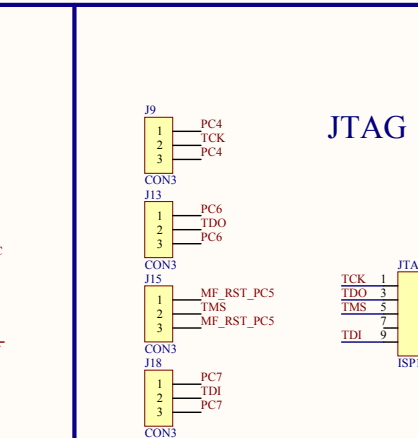 J9
1 PC4
2 TCK
3 PC4
CON3
JTAG
J13
1 PC6
2 TDO
3 PC6
CON3
J15
1 MF_RST_PC5
2 TMS
3 MF_RST_PC5
CON3
J18
1 PC7
2 TDI
3 PC7
CON3
JTA
TCK 1
TDO 3
TMS 5
7
TDI 9
ISP1